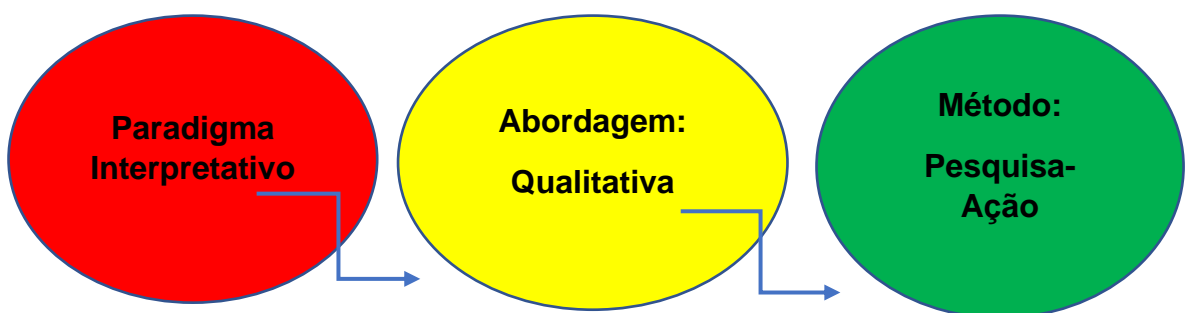 Paradigma
Interpretativo
Abordagem:
Qualitativa
Método:
Pesquisa-
Ação